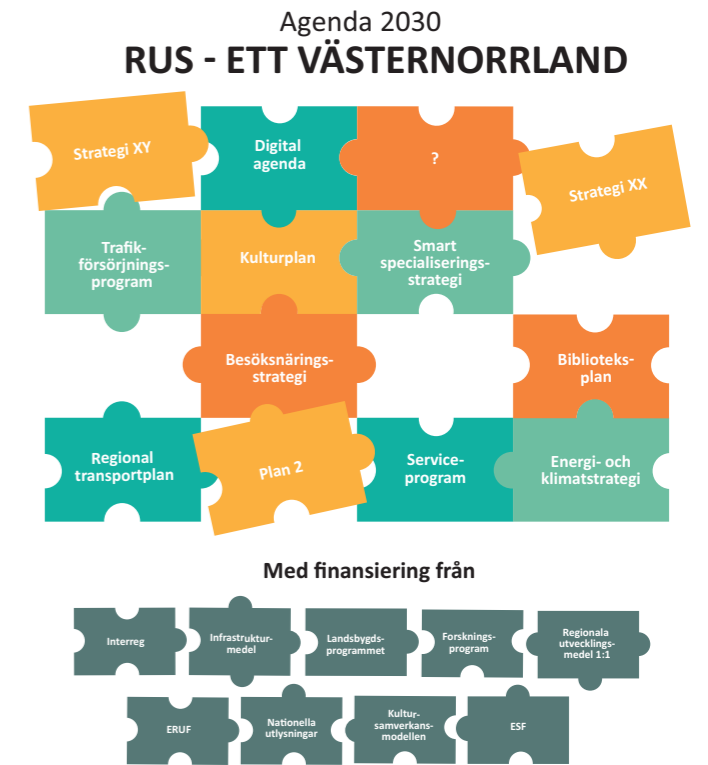 Agenda 2030
RUS - ETT VÄSTERNORRLAND
Strategi XY
Digital
agenda
?
Strategi XX
Trafik-
försörjnings-
program
Kulturplan
Smart
specialiserings-
strategi
Besöksnärings-
strategi
Biblioteks-
plan
Regional
transportplan
Plan 2
Service-
program
Energi- och
klimatstrategi
Med finansiering från
Interreg
Infrastruktur-
medel
Landsbygds-
programmet
Forsknings-
program
Regionala
utvecklings-
medel 1:1
ERUF
Nationella
utlysningar
Kultur-
samverkans-
modellen
ESF